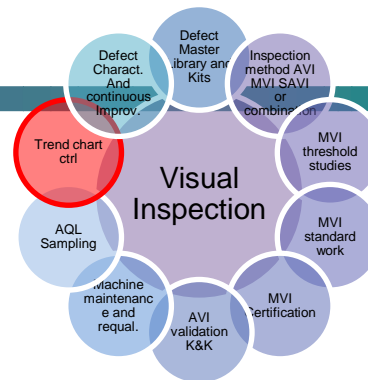 Defect
Master
Library and
Kits
Inspection
method AVI
MVI SAVI
or
combination
MVI
threshold
studies
MVI
standard
work
MVI
Certification
AVI
validation
K&K
Machine
maintenanc
e and
requal.
AQL
Sampling
Trend chart
ctrl
Defect
Charact.
And
continuous
Improv.
Visual
Inspection